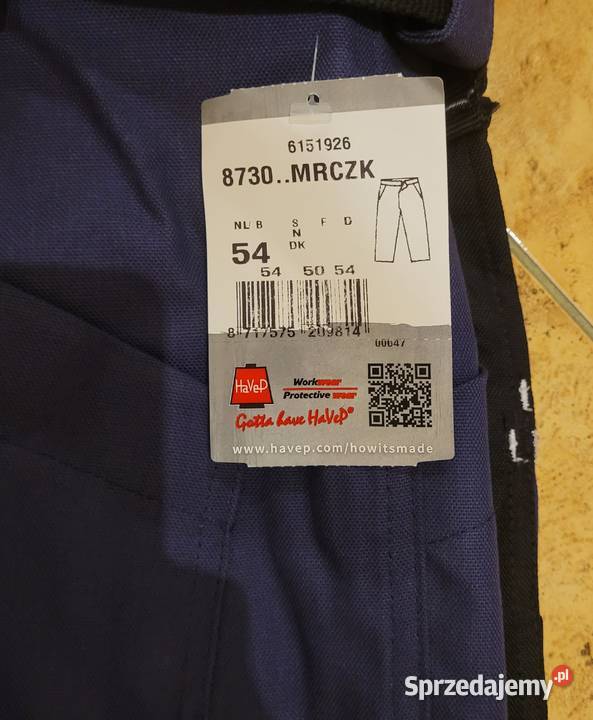 6151926
8730..MRCZK
NL/B S F D
N
DK
54
54 50 54
8 717575 209814
00047
HaVeP
Workwear
Protective wear
Gotta have HaVeP®
www.havep.com/howitsmade
Sprzedajemy.pl